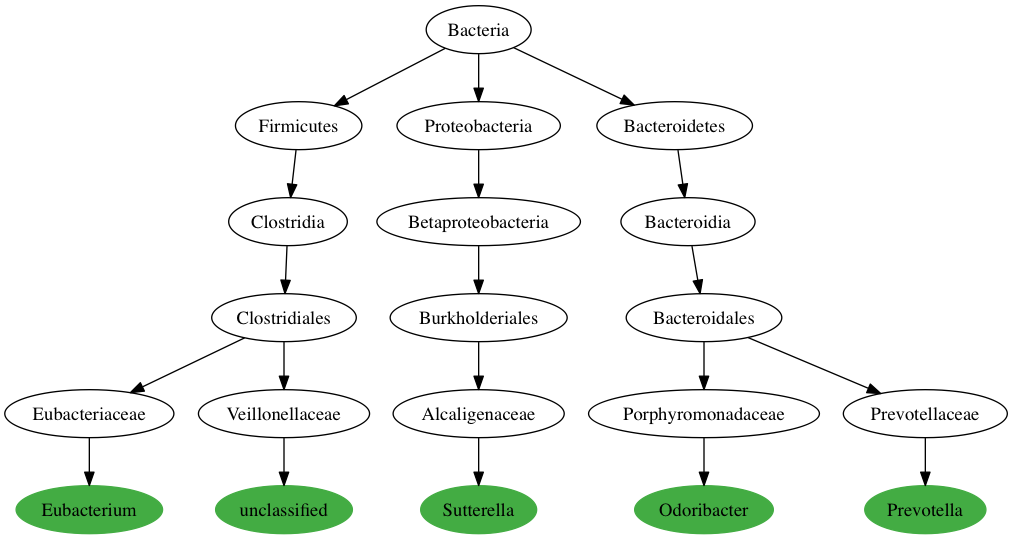 Bacteria
Firmicutes Proteobacteria Bacteroidetes
Clostridia Betaproteobacteria Bacteroidia
Clostridiales Burkholderiales Bacteroidales
Eubacteriaceae Veillonellaceae Alcaligenaceae Porphyromonadaceae Prevotellaceae
Eubacterium unclassified Sutterella Odoribacter Prevotella